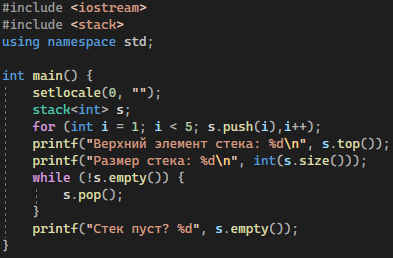 #include <iostream>
#include <stack>
using namespace std;
int main() {
setlocale(0, "");
stack<int> s;
for (int i = 1; i < 5; s.push(i),i++);
printf("Верхний элемент стека: %d\n", s.top());
printf("Размер стека: %d\n", int(s.size()));
while (!s.empty()) {
s.pop();
}
printf("Стек пуст? %d", s.empty());
}